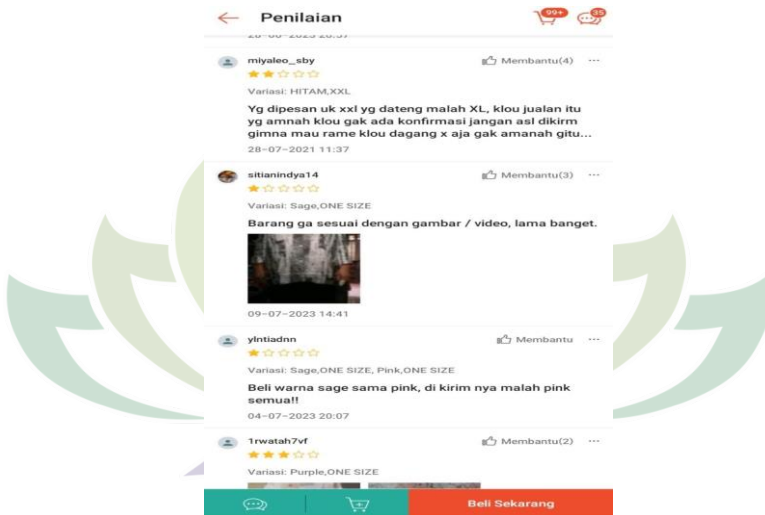 Penilaian
99+
35
miyaleo_sby
Membantu(4)
Variasi: HITAM,XXL
Yg dipesan uk xxl yg dateng malah XL, klou jualan itu
yg amnah klou gak ada konfirmasi jangan asl dikirm
gimna mau rame klou dagang x aja gak amanah gitu...
28-07-2021 11:37
sitianindya14
Membantu(3)
Variasi: Sage,ONE SIZE
Barang ga sesuai dengan gambar / video, lama banget.
09-07-2023 14:41
ylntiadnn
Membantu
Variasi: Sage,ONE SIZE, Pink,ONE SIZE
Beli warna sage sama pink, di kirim nya malah pink
semua!!
04-07-2023 20:07
1rwatah7vf
Membantu(2)
Variasi: Purple,ONE SIZE
Beli Sekarang